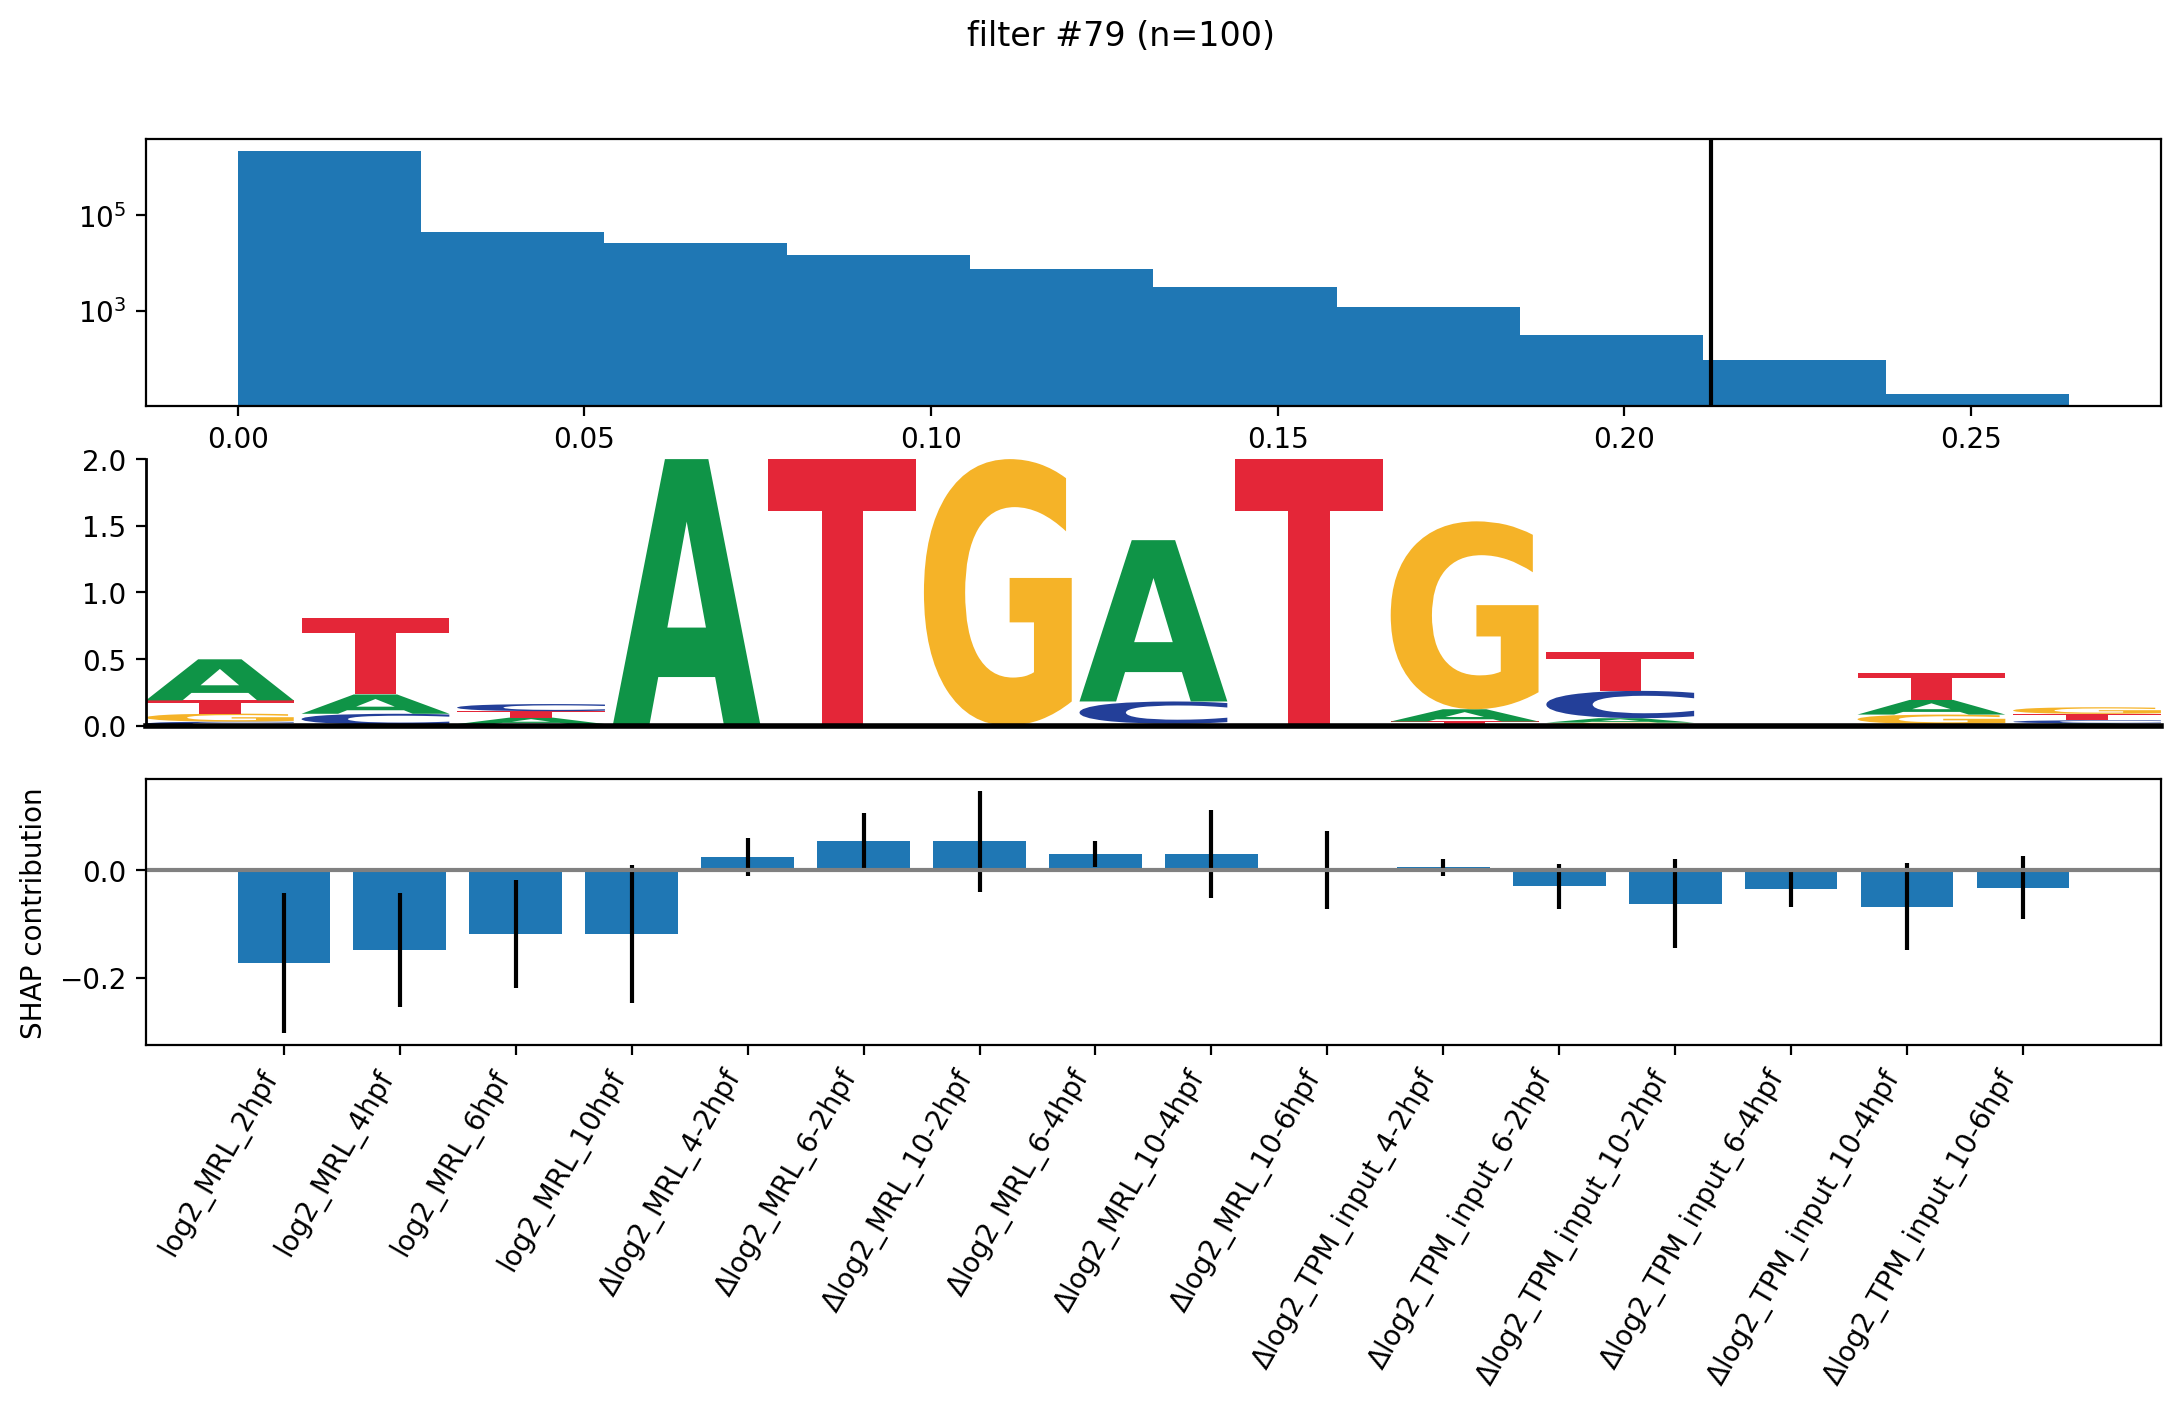 filter #79 (n=100)
10^5
10^3
0.00 0.05 0.10 0.15 0.20 0.25
2.0
1.5
1.0
0.5
0.0
ATGATG
SHAP contribution
0.0
−0.2
log2_MRL_2hpf
log2_MRL_4hpf
log2_MRL_6hpf
log2_MRL_10hpf
Δlog2_MRL_4-2hpf
Δlog2_MRL_6-2hpf
Δlog2_MRL_10-2hpf
Δlog2_MRL_6-4hpf
Δlog2_MRL_10-4hpf
Δlog2_MRL_10-6hpf
Δlog2_TPM_input_4-2hpf
Δlog2_TPM_input_6-2hpf
Δlog2_TPM_input_10-2hpf
Δlog2_TPM_input_6-4hpf
Δlog2_TPM_input_10-4hpf
Δlog2_TPM_input_10-6hpf